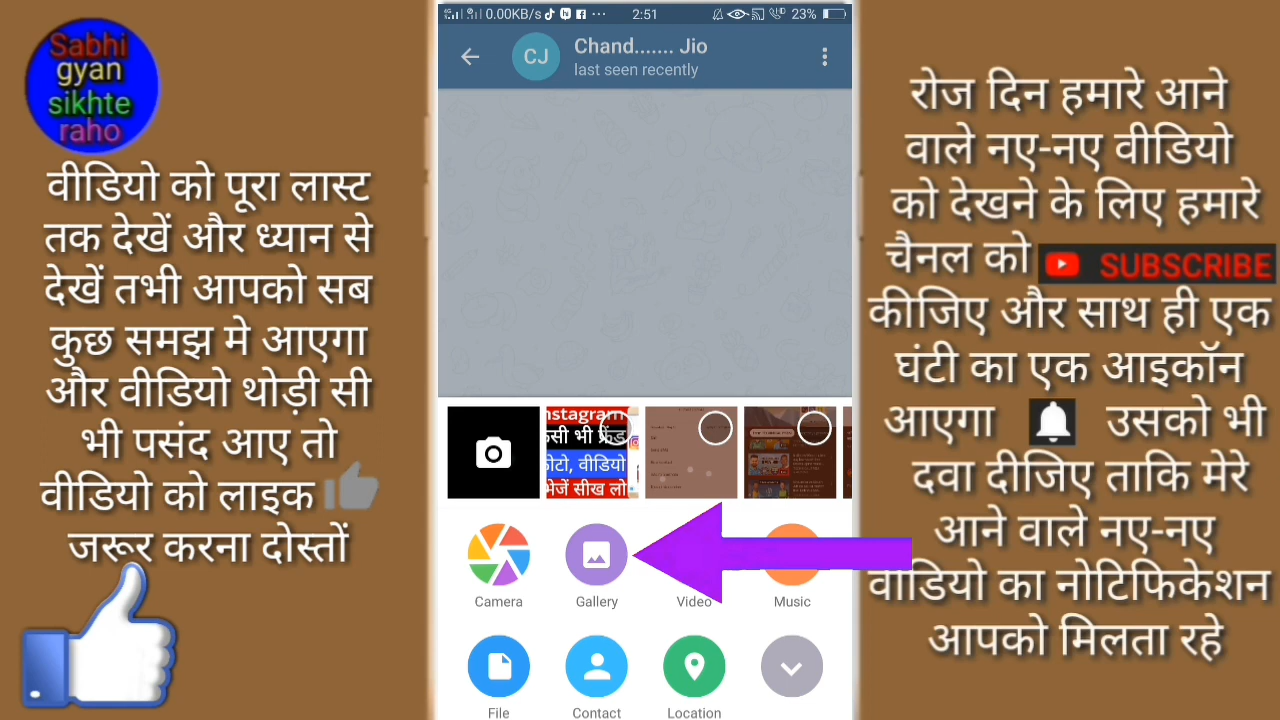 Sabhi
gyan
sikhte
raho
वीडियो को पूरा लास्ट
तक देखें और ध्यान से
देखें तभी आपको सब
कुछ समझ मे आएगा
और वीडियो थोड़ी सी
भी पसंद आए तो
वीडियो को लाइक
जरूर करना दोस्तों
0.00KB/s
2:51
23%
CJ
Chand....... Jio
last seen recently
nstagram
सी भी फ्रेंड
फोटो, वीडियो
भेजें सीख लो
Camera
Gallery
Video
Music
File
Contact
Location
रोज दिन हमारे आने
वाले नए-नए वीडियो
को देखने के लिए हमारे
चैनल को SUBSCRIBE
कीजिए और साथ ही एक
घंटी का एक आइकॉन
आएगा उसको भी
दवा दीजिए ताकि मेरे
आने वाले नए-नए
वीडियो का नोटिफिकेशन
आपको मिलता रहे